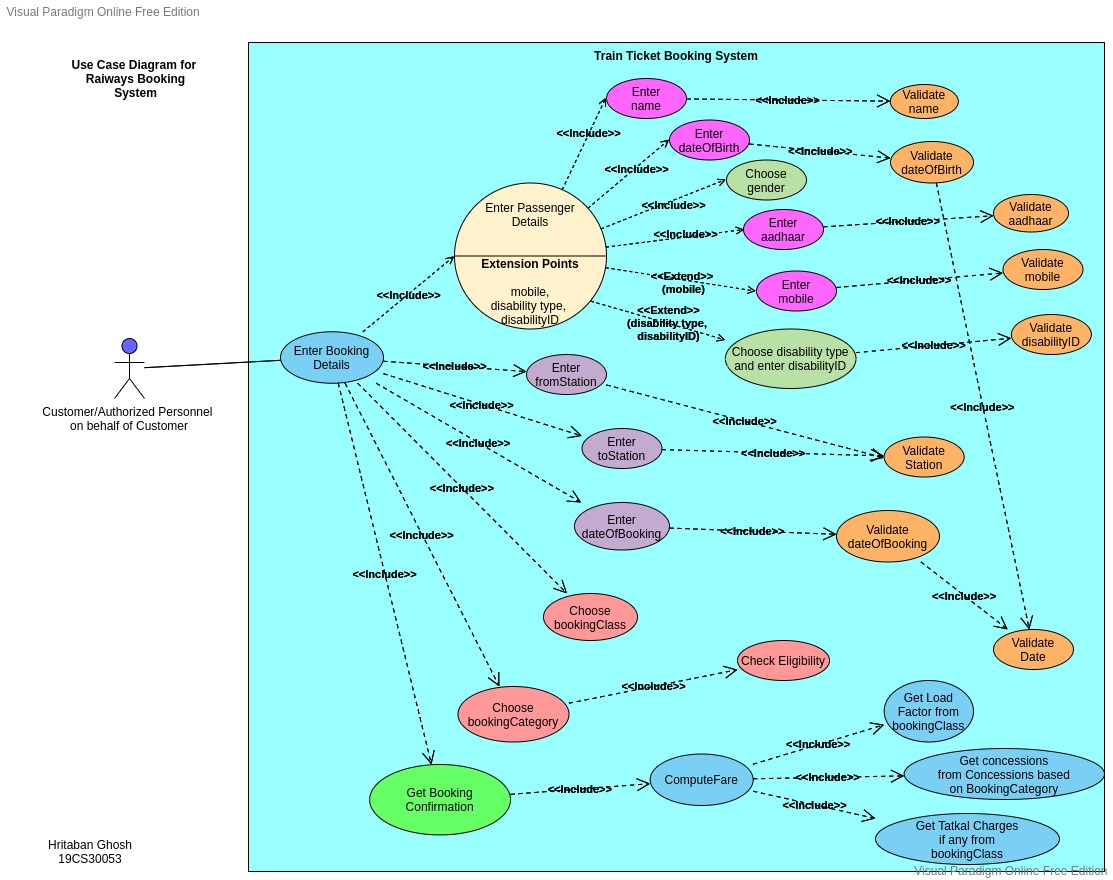 Visual Paradigm Online Free Edition
Use Case Diagram for
Raiways Booking
System
Train Ticket Booking System
Enter
name
<<Include>>
Validate
name
<<Include>>
Enter
dateOfBirth
<<Include>>
Validate
dateOfBirth
<<Include>>
Choose
gender
<<Include>>
Enter Passenger
Details
Extension Points
mobile,
disability type,
disabilityID
Enter
aadhaar
<<Include>>
<<Include>>
Validate
aadhaar
<<Extend>>
(mobile)
Enter
mobile
<<Include>>
Validate
mobile
<<Extend>>
(disability type,
disabilityID)
<<Include>>
Choose disability type
and enter disabilityID
<<Include>>
Validate
disabilityID
<<Include>>
Enter Booking
Details
Customer/Authorized Personnel
on behalf of Customer
<<Include>>
Enter
fromStation
<<Include>>
<<Include>>
<<Include>>
Enter
toStation
<<Include>>
Validate
Station
<<Include>>
Enter
dateOfBooking
<<Include>>
Validate
dateOfBooking
<<Include>>
<<Include>>
Choose
bookingClass
Validate
Date
<<Include>>
Choose
bookingCategory
<<Include>>
Check Eligibility
<<Include>>
Get Booking
Confirmation
<<Include>>
ComputeFare
<<Include>>
Get Load
Factor from
bookingClass
<<Include>>
Get concessions
from Concessions based
on BookingCategory
<<Include>>
Get Tatkal Charges
if any from
bookingClass
Hritaban Ghosh
19CS30053
Visual Paradigm Online Free Edition